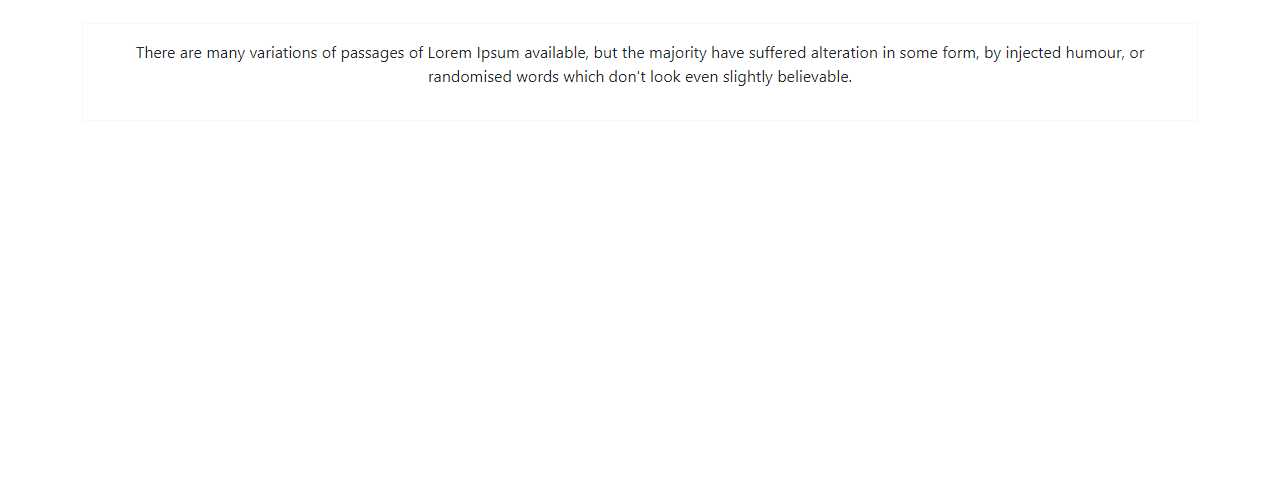 There are many variations of passages of Lorem Ipsum available, but the majority have suffered alteration in some form, by injected humour, or
randomised words which don't look even slightly believable.